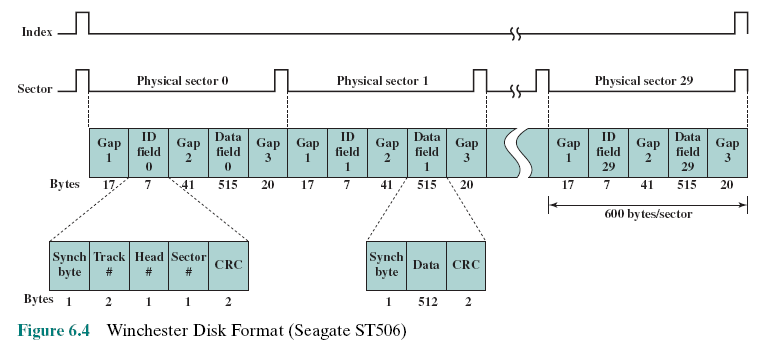 Index
Sector
Physical sector 0 Physical sector 1 Physical sector 29
Gap 1 ID field 0 Gap 2 Data field 0 Gap 3 Gap 1 ID field 1 Gap 2 Data field 1 Gap 3 Gap 1 ID field 29 Gap 2 Data field 29 Gap 3
Bytes 17 7 41 515 20 17 7 41 515 20 17 7 41 515 20
600 bytes/sector
Synch byte Track # Head # Sector # CRC Synch byte Data CRC
Bytes 1 2 1 1 2 1 512 2
Figure 6.4 Winchester Disk Format (Seagate ST506)